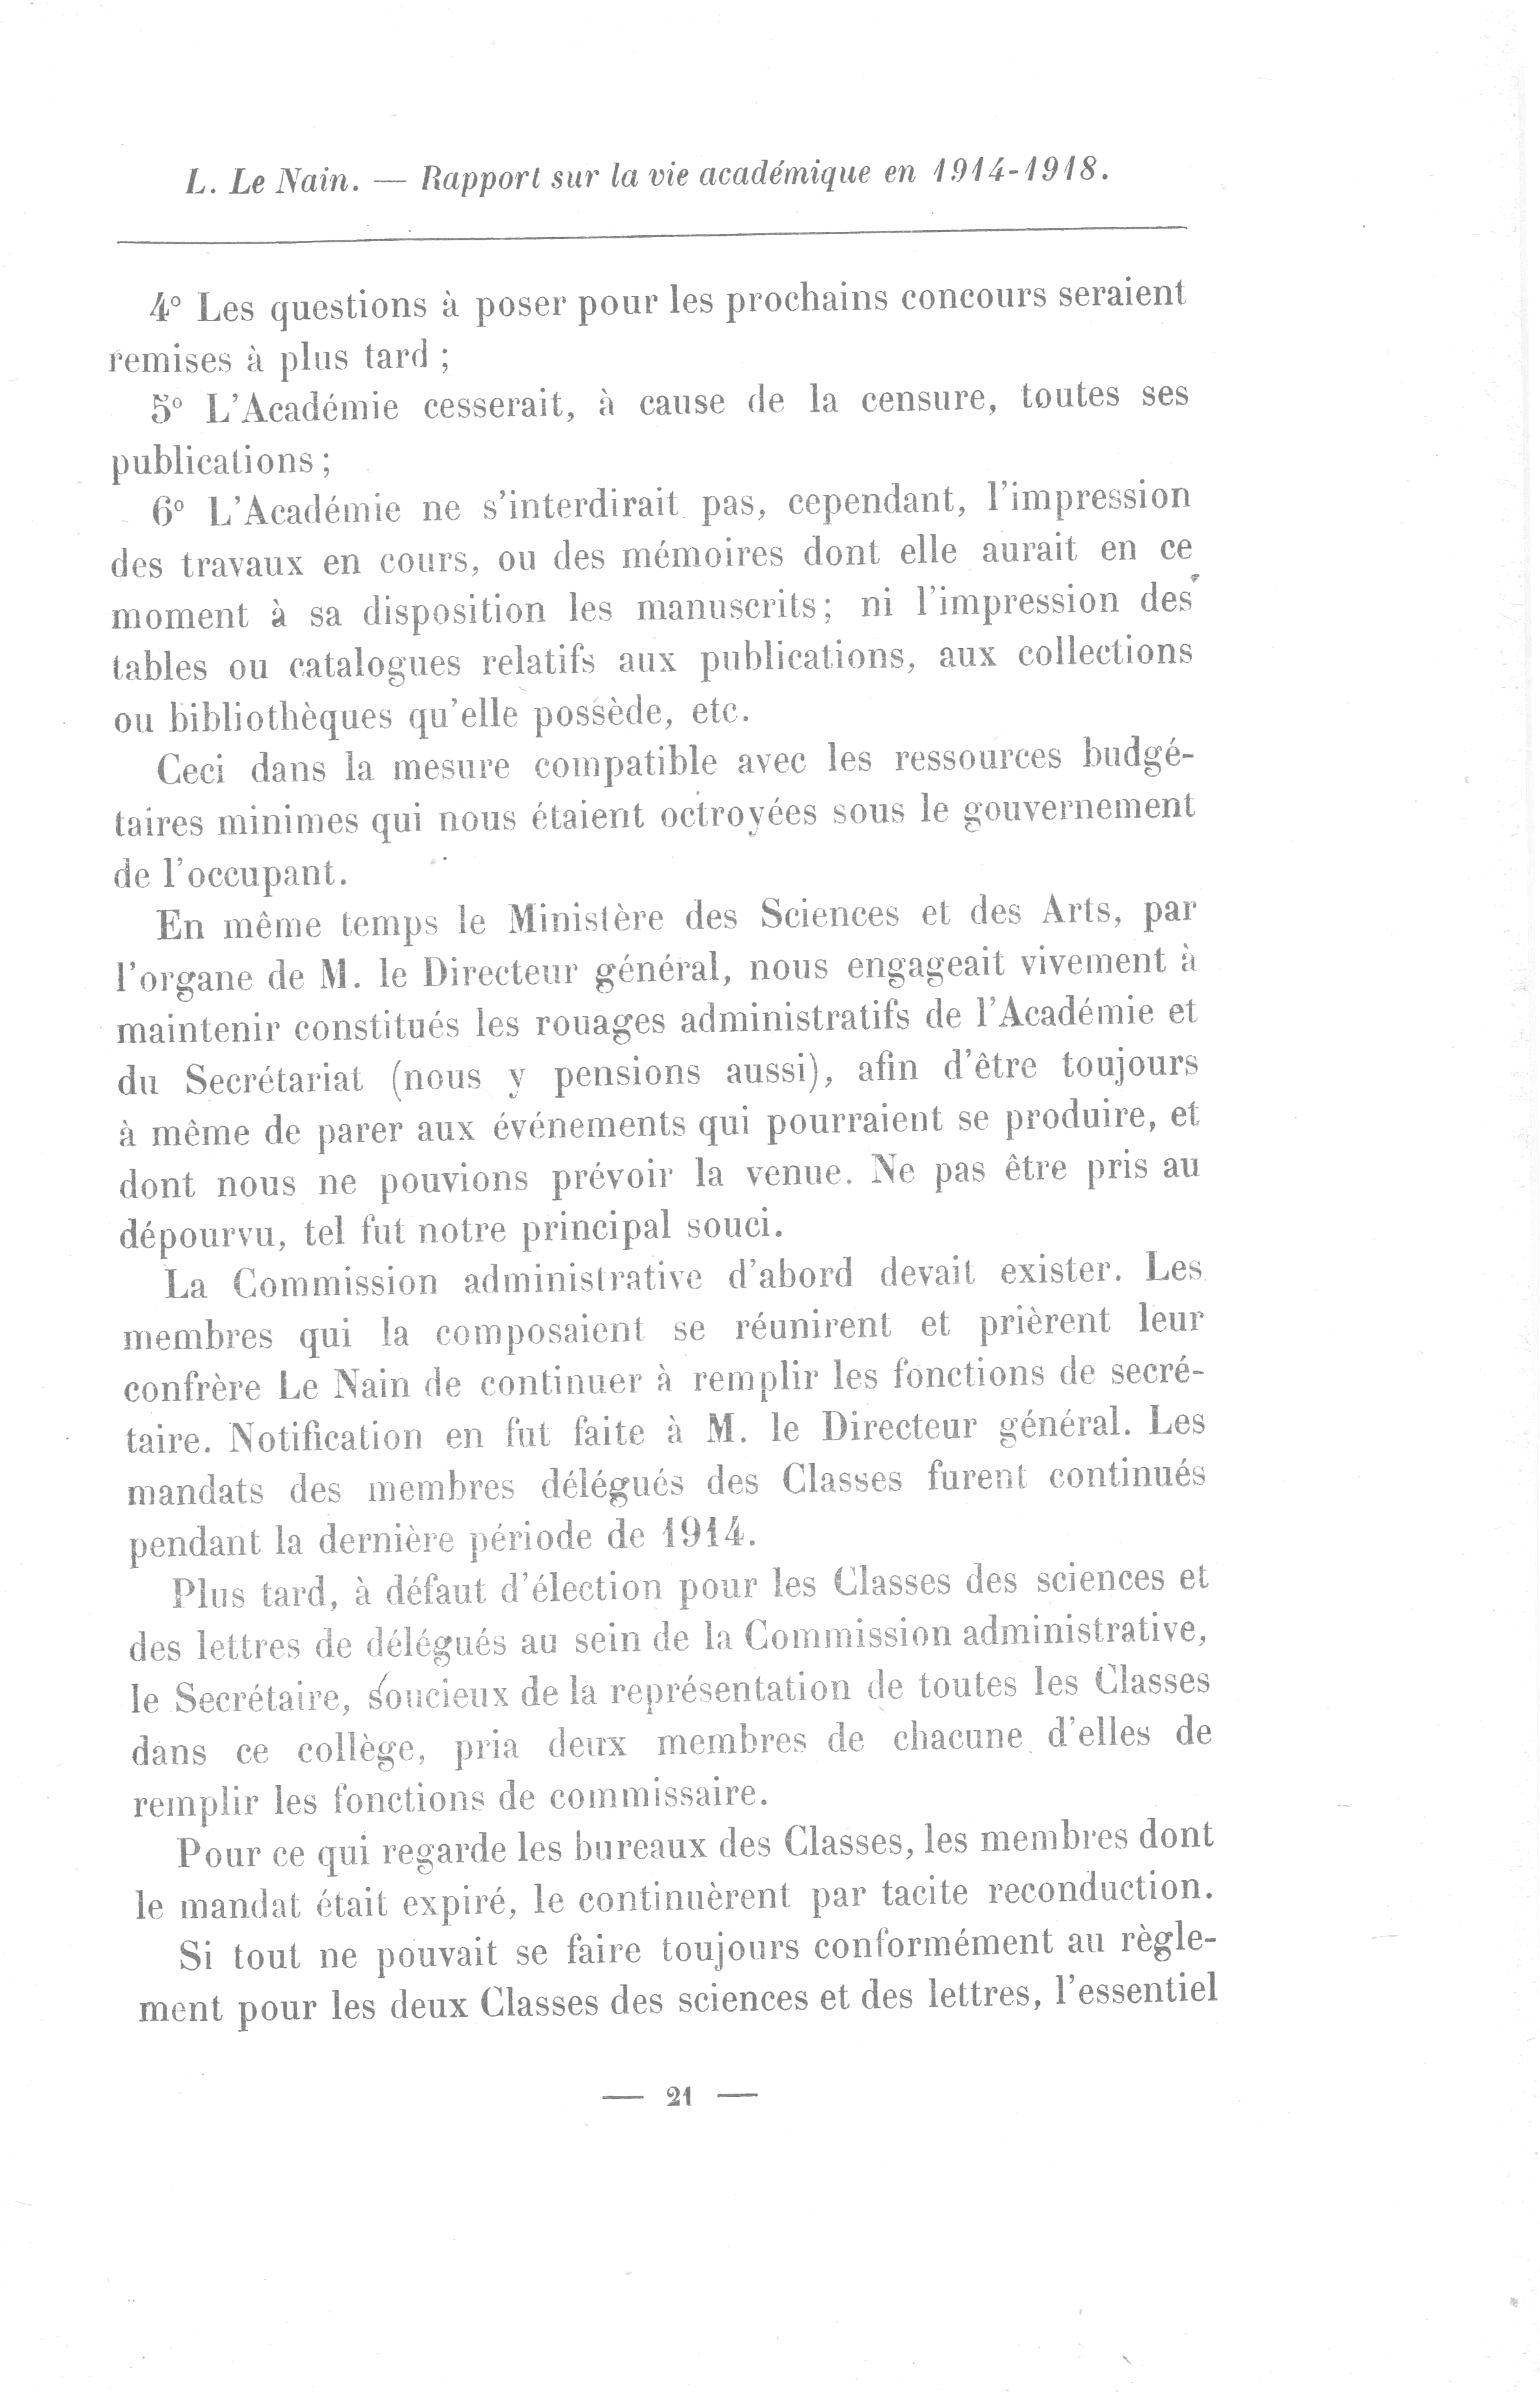 L. Le Nain. — Rapport sur la vie académique en 1914-1918.
4° Les questions à poser pour les prochains concours seraient
remises à plus tard ;
5° L'Académie cesserait, à cause de la censure, toutes ses
publications ;
6° L'Académie ne s'interdirait pas, cependant, l'impression
des travaux en cours, ou des mémoires dont elle aurait en ce
moment à sa disposition les manuscrits; ni l'impression des
tables ou catalogues relatifs aux publications, aux collections
ou bibliothèques qu'elle possède, etc.
Ceci dans la mesure compatible avec les ressources budgé-
taires minimes qui nous étaient octroyées sous le gouvernement
de l'occupant.
En même temps le Ministère des Sciences et des Arts, par
l'organe de M. le Directeur général, nous engageait vivement à
maintenir constitués les rouages administratifs de l'Académie et
du Secrétariat (nous y pensions aussi), afin d'être toujours
à même de parer aux événements qui pourraient se produire, et
dont nous ne pouvions prévoir la venue. Ne pas être pris au
dépourvu, tel fut notre principal souci.
La Commission administrative d'abord devait exister. Les
membres qui la composaient se réunirent et prièrent leur
confrère Le Nain de continuer à remplir les fonctions de secré-
taire. Notification en fut faite à M. le Directeur général. Les
mandats des membres délégués des Classes furent continués
pendant la dernière période de 1914.
Plus tard, à défaut d'élection pour les Classes des sciences et
des lettres de délégués au sein de la Commission administrative,
le Secrétaire, soucieux de la représentation de toutes les Classes
dans ce collège, pria deux membres de chacune d'elles de
remplir les fonctions de commissaire.
Pour ce qui regarde les bureaux des Classes, les membres dont
le mandat était expiré, le continuèrent par tacite reconduction.
Si tout ne pouvait se faire toujours conformément au règle-
ment pour les deux Classes des sciences et des lettres, l'essentiel
— 21 —